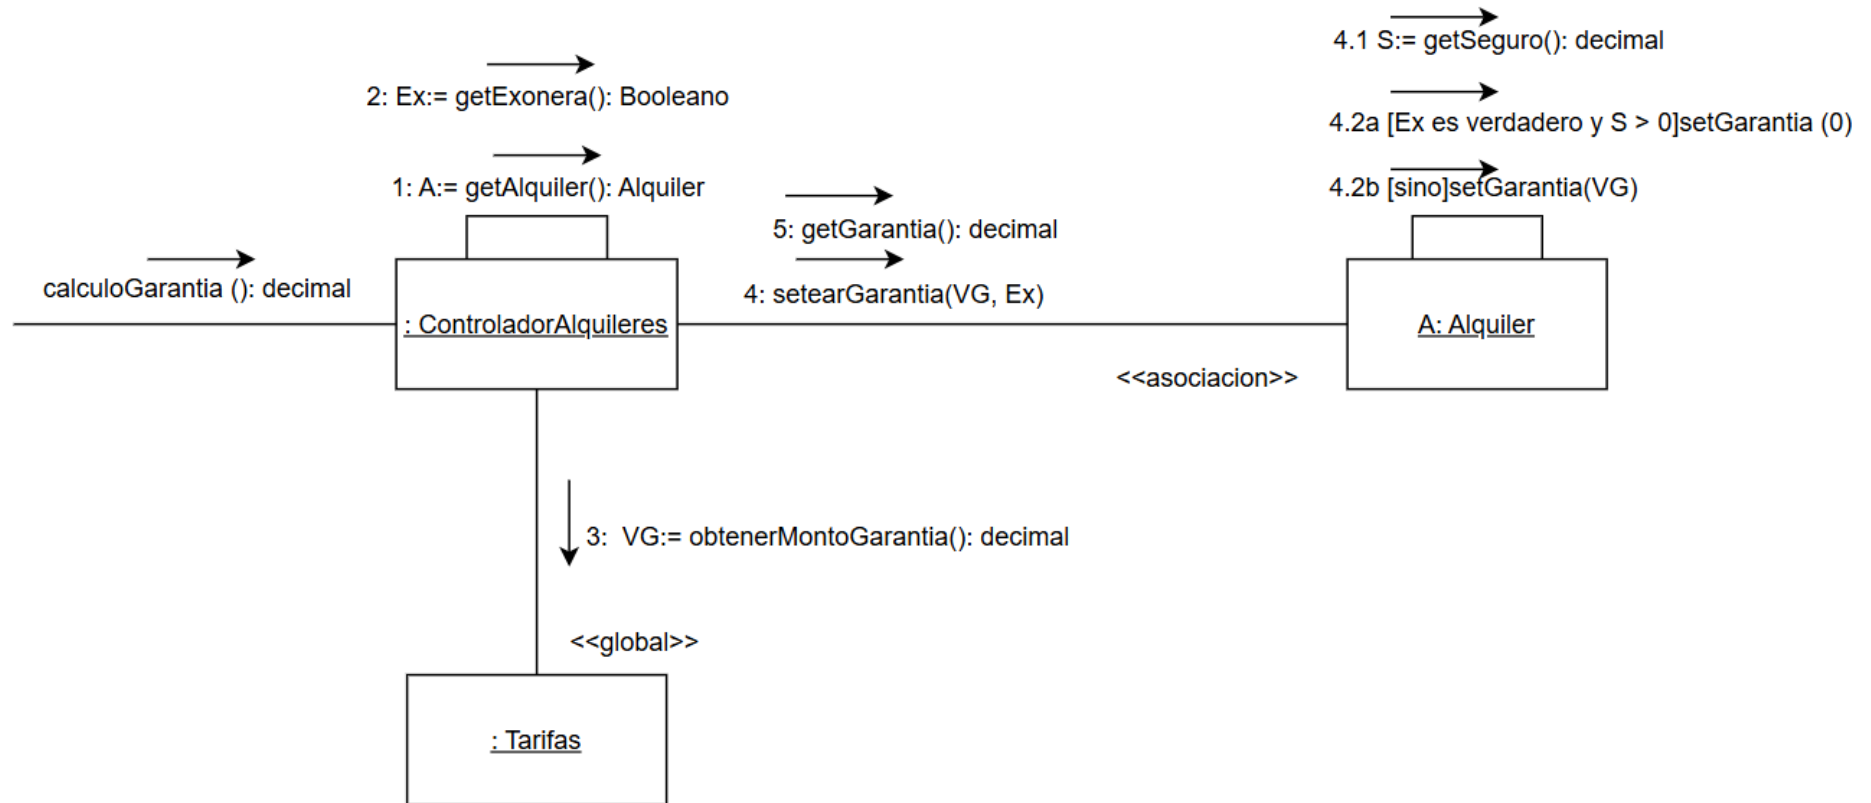 4.1 S:= getSeguro(): decimal
2: Ex:= getExonera(): Booleano
4.2a [Ex es verdadero y S > 0]setGarantia (0)
1: A:= getAlquiler(): Alquiler
4.2b [sino]setGarantia(VG)
5: getGarantia(): decimal
calculoGarantia (): decimal
4: setearGarantia(VG, Ex)
: ControladorAlquileres
A: Alquiler
<<asociacion>>
3: VG:= obtenerMontoGarantia(): decimal
<<global>>
: Tarifas